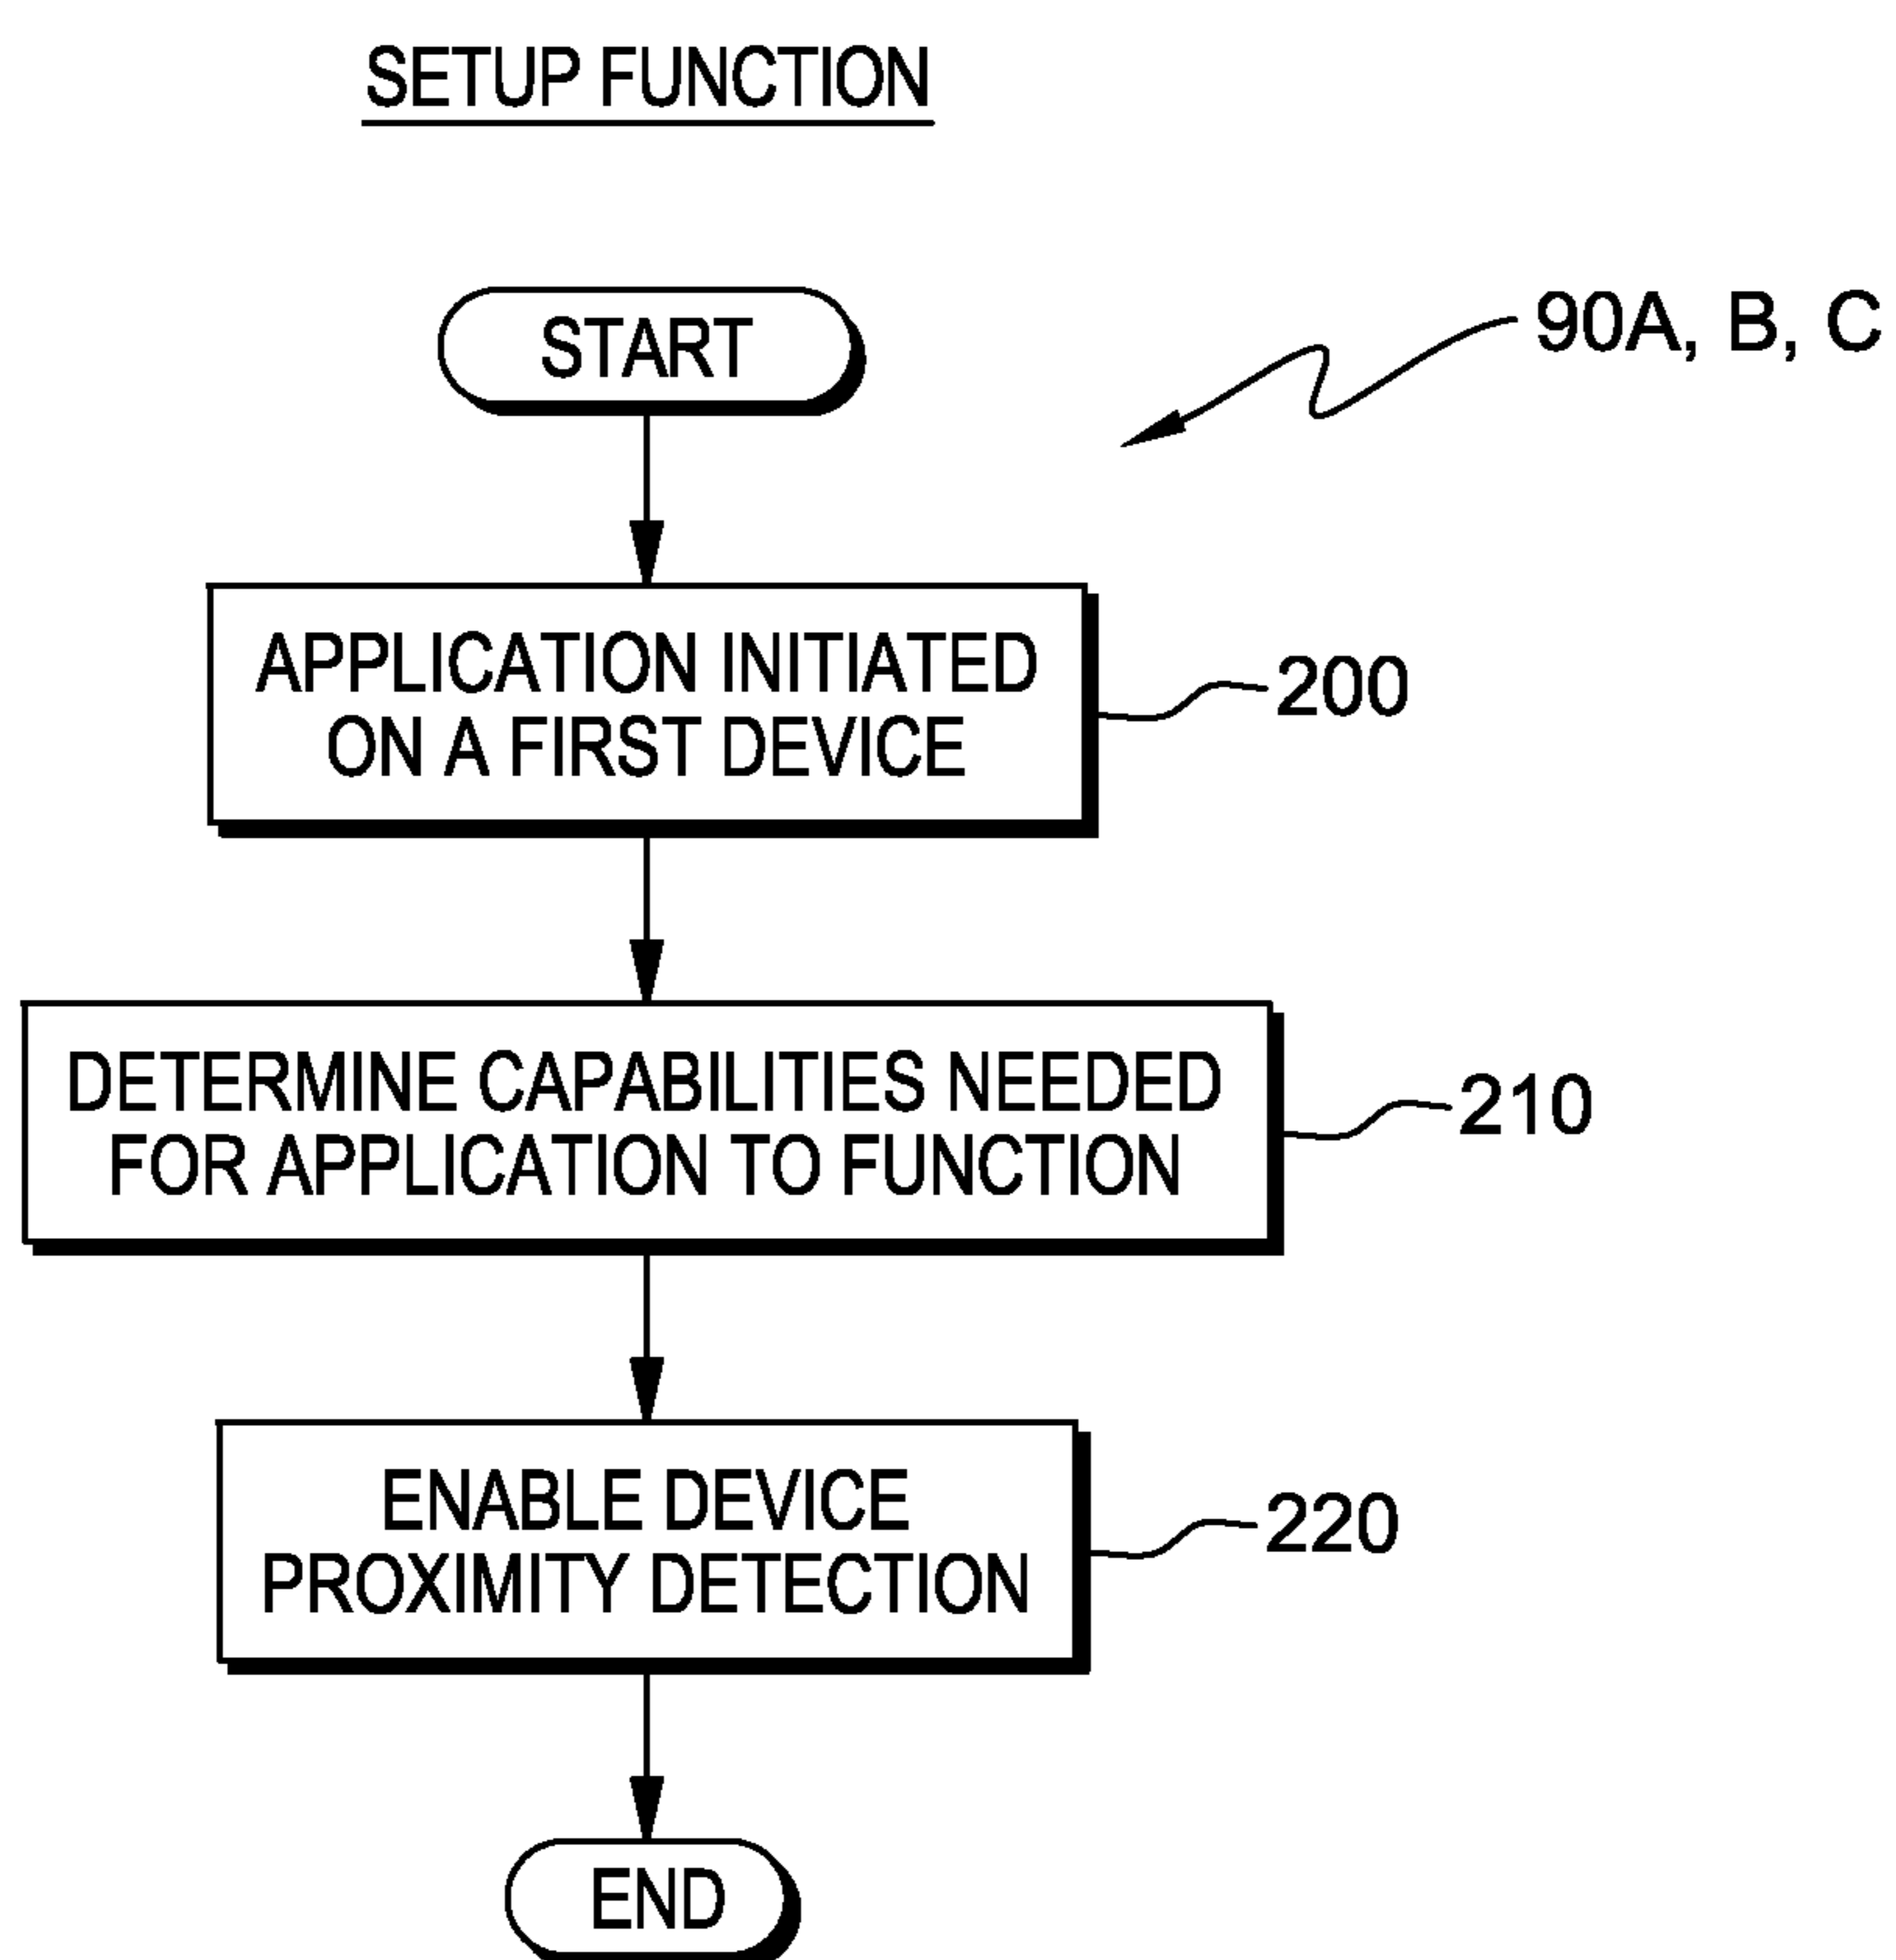 SETUP FUNCTION
START
90A, B, C
APPLICATION INITIATED
ON A FIRST DEVICE
200
DETERMINE CAPABILITIES NEEDED
FOR APPLICATION TO FUNCTION
210
ENABLE DEVICE
PROXIMITY DETECTION
220
END